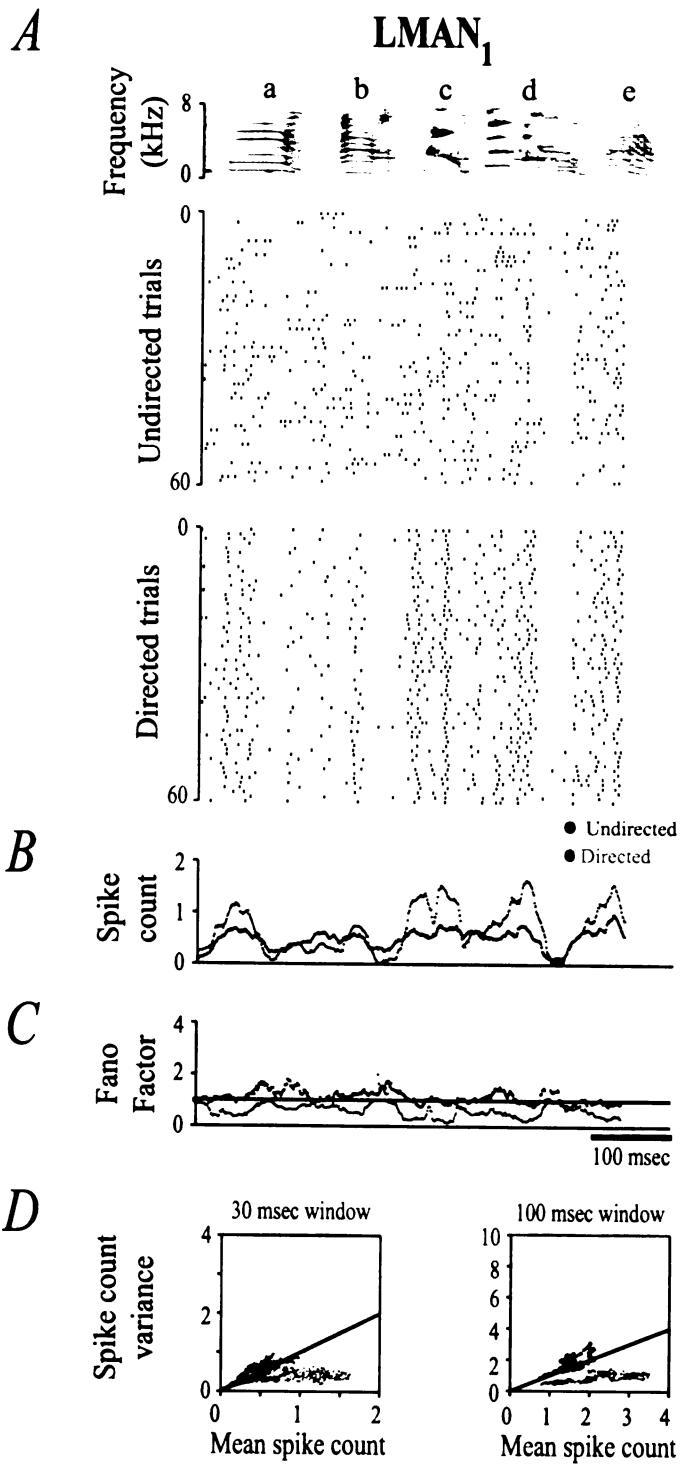 A
LMAN1
a b c d e
Frequency
(kHz)
8
0
Undirected trials
0
60
Directed trials
0
60
B
Undirected
Directed
Spike
count
2
1
0
C
Fano
Factor
4
2
0
100 msec
D
30 msec window
100 msec window
Spike count
variance
4
2
0
0 1 2
Mean spike count
10
8
6
4
2
0
0 1 2 3 4
Mean spike count